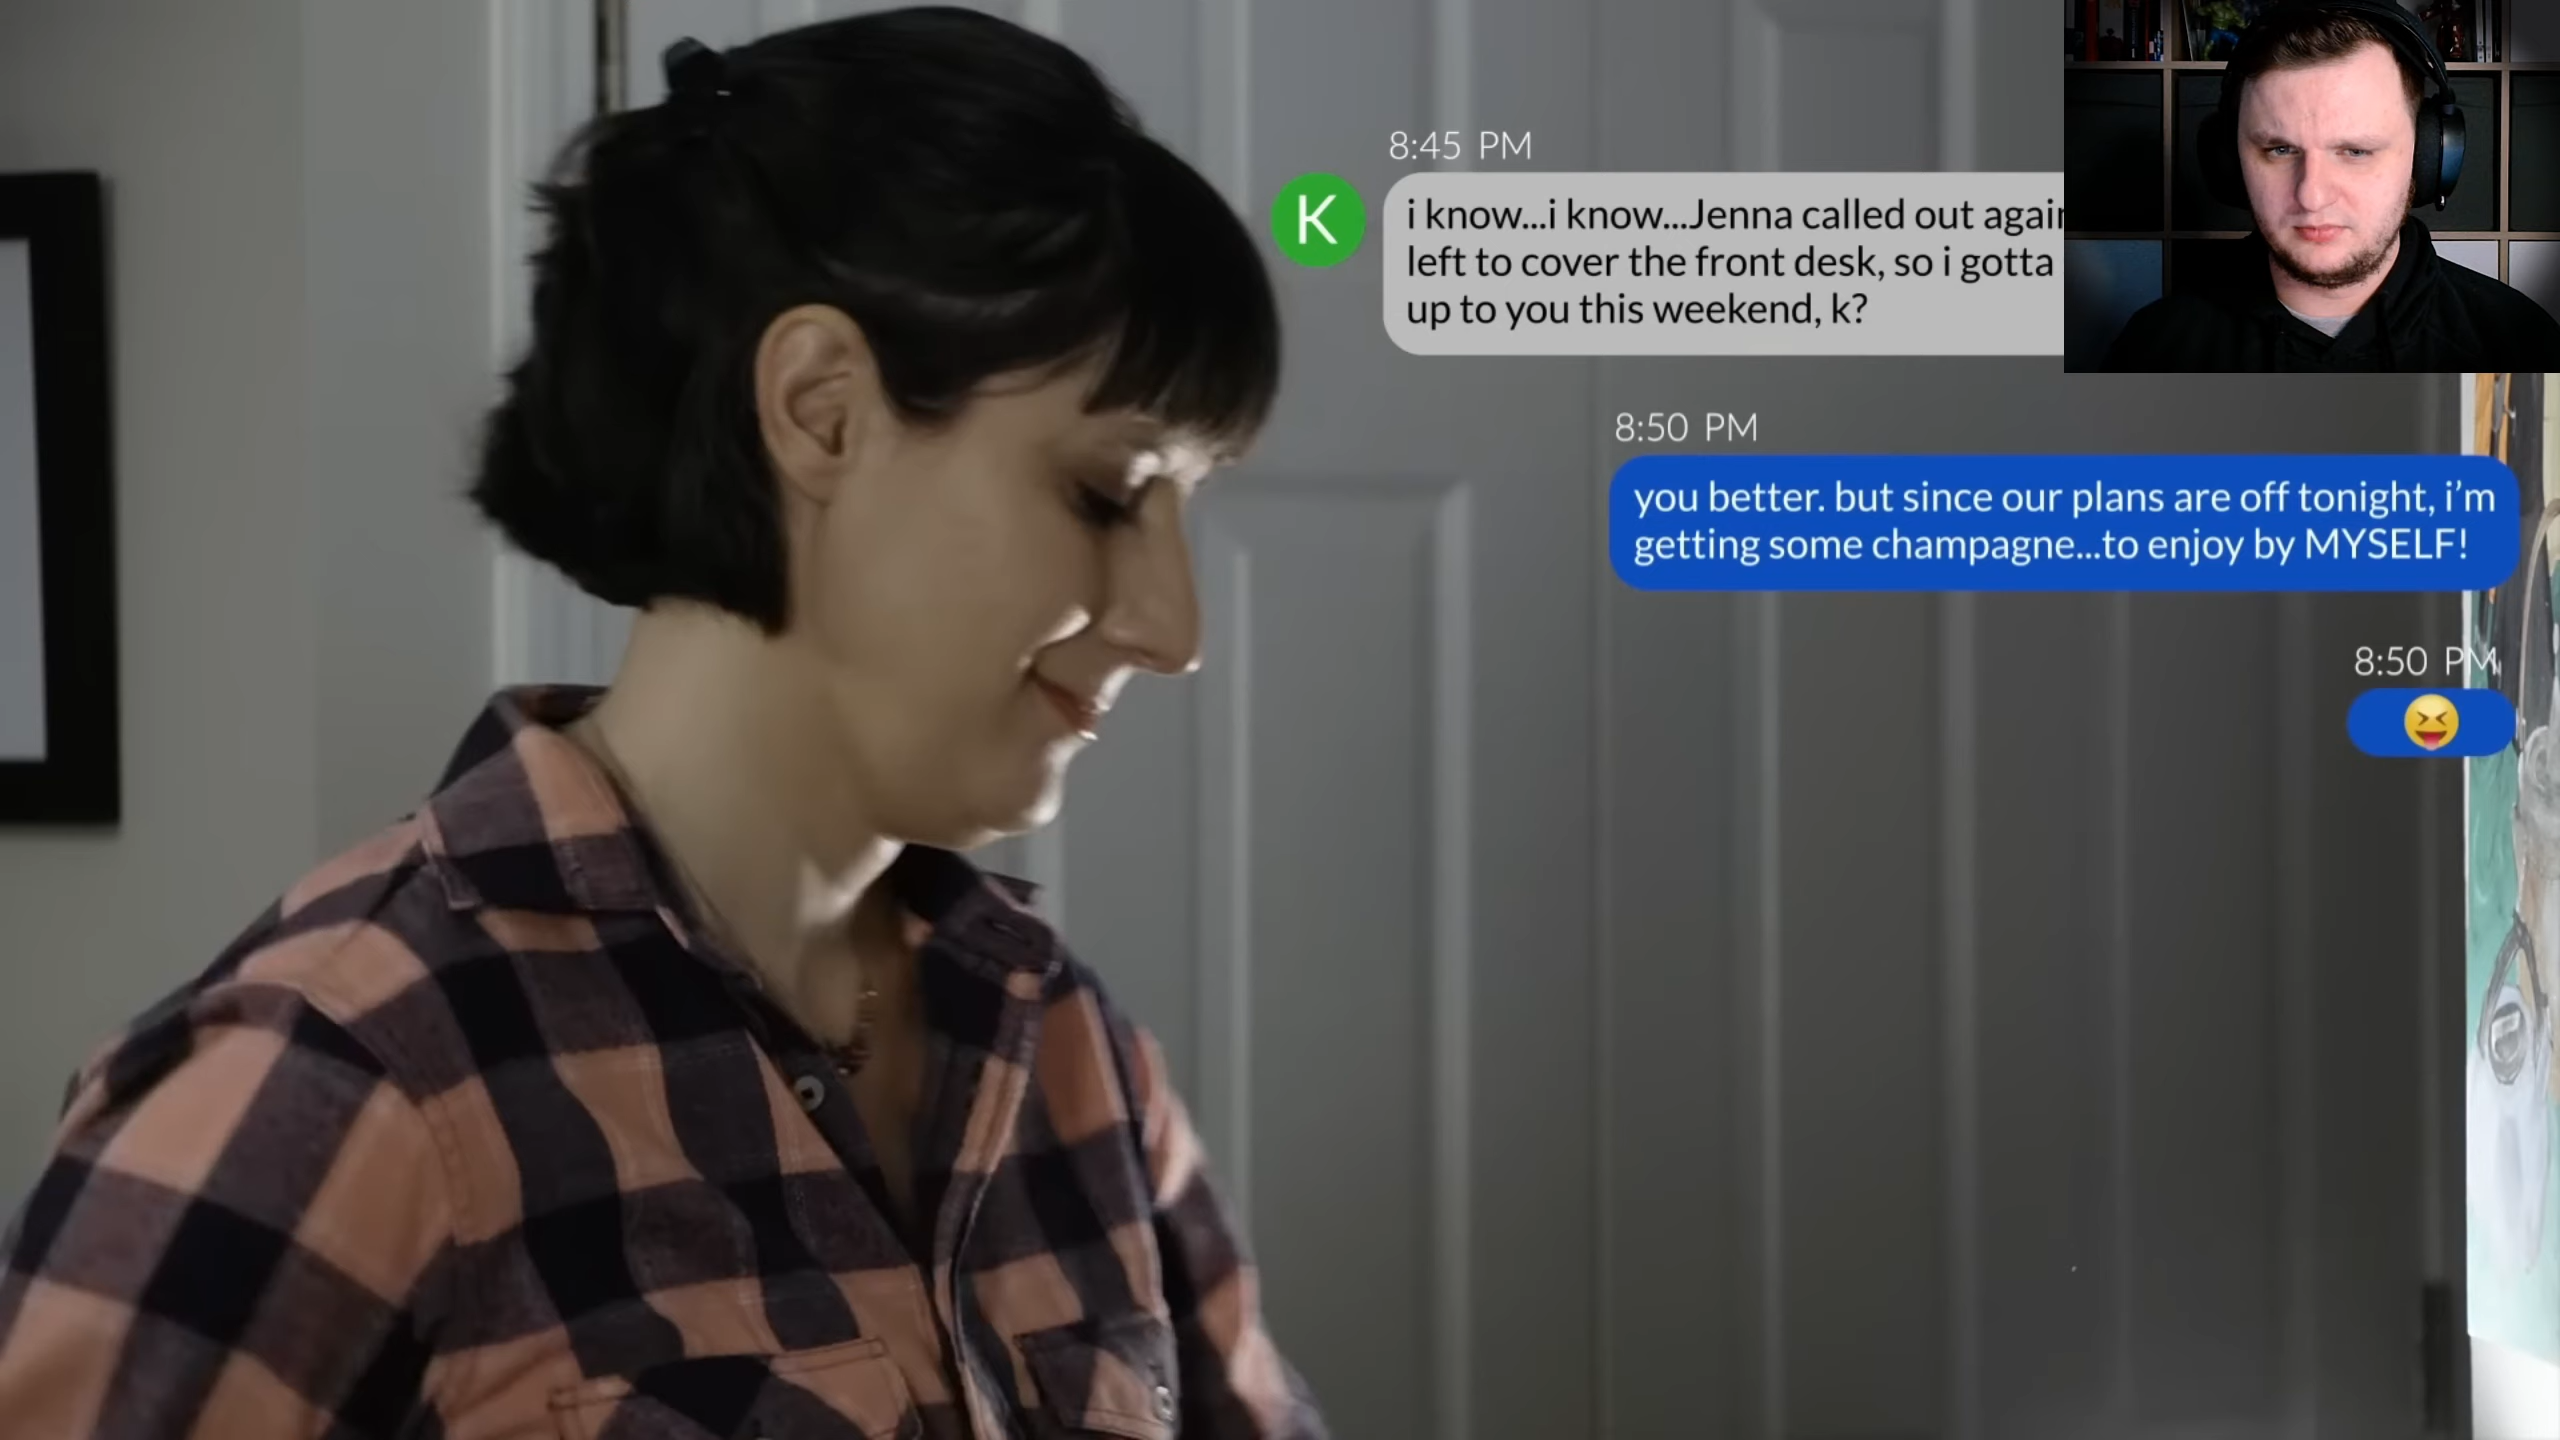 8:45 PM
K
i know...i know...Jenna called out
left to cover the front desk, so i gotta
up to you this weekend, k?
8:50 PM
you better. but since our plans are off tonight, i’m
getting some champagne...to enjoy by MYSELF!
8:50 PM
😝